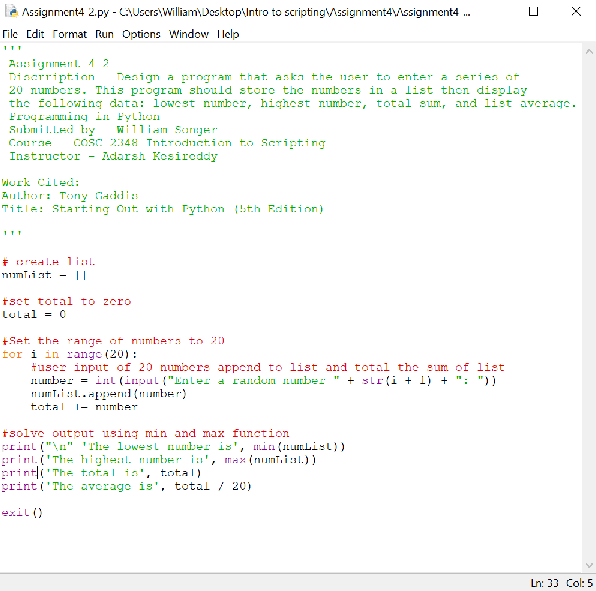 Assignment4-2.py - C:\Users\William\Desktop\Intro to scripting\Assignment4\Assignment4 ...
File Edit Format Run Options Window Help
'''
Assignment 4-2
Discription - Design a program that asks the user to enter a series of
20 numbers. This program should store the numbers in a list then display
the following data: lowest number, highest number, total sum, and list average.
Programming in Python
Submitted by - William Songer
Course - COSC 2348 Introduction to Scripting
Instructor - Adarsh Kesireddy
Work Cited:
Author: Tony Gaddis
Title: Starting Out with Python (5th Edition)
'''
# create list
numList = []
#set total to zero
total = 0
#Set the range of numbers to 20
for i in range(20):
#user input of 20 numbers append to list and total the sum of list
number = int(input("Enter a random number " + str(i + 1) + ": "))
numList.append(number)
total += number
#solve output using min and max function
print("\n" 'The lowest number is', min(numList))
print('The highest number is', max(numList))
print('The total is', total)
print('The average is', total / 20)
exit()
Ln: 33 Col: 5